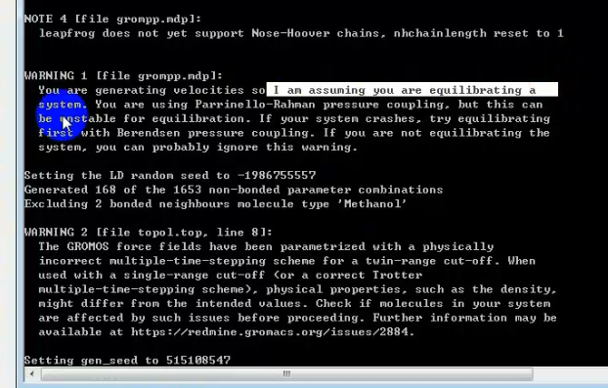 NOTE 4 [file grompp.mdp]:
leapfrog does not yet support Nose-Hoover chains, nhchainlength reset to 1
WARNING 1 [file grompp.mdp]:
You are generating velocities so I am assuming you are equilibrating a
system. You are using Parrinello-Rahman pressure coupling, but this can
be unstable for equilibration. If your system crashes, try equilibrating
first with Berendsen pressure coupling. If you are not equilibrating the
system, you can probably ignore this warning.
Setting the LD random seed to -1986755557
Generated 168 of the 1653 non-bonded parameter combinations
Excluding 2 bonded neighbours molecule type 'Methanol'
WARNING 2 [file topol.top, line 8]:
The GROMOS force fields have been parametrized with a physically
incorrect multiple-time-stepping scheme for a twin-range cut-off. When
used with a single-range cut-off (or a correct Trotter
multiple-time-stepping scheme), physical properties, such as the density,
might differ from the intended values. Check if molecules in your system
are affected by such issues before proceeding. Further information may be
available at https://redmine.gromacs.org/issues/2884.
Setting gen_seed to 515108547